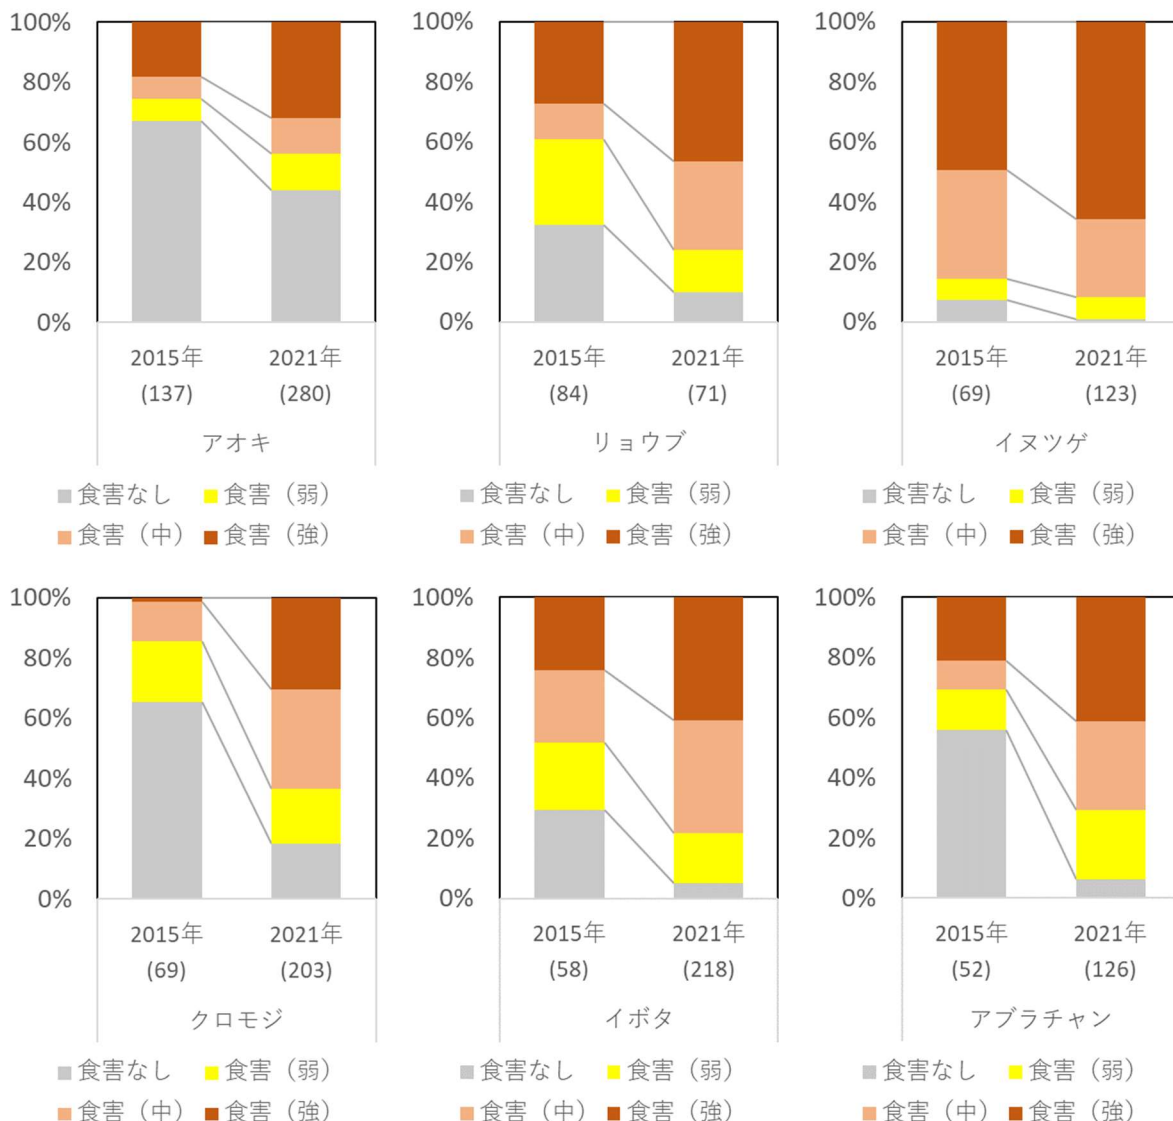 100%
80%
60%
40%
20%
0%
2015年 2021年
(137) (280)
アオキ
食害なし 食害（弱）
食害（中） 食害（強）
100%
80%
60%
40%
20%
0%
2015年 2021年
(84) (71)
リョウブ
食害なし 食害（弱）
食害（中） 食害（強）
100%
80%
60%
40%
20%
0%
2015年 2021年
(69) (123)
イヌツゲ
食害なし 食害（弱）
食害（中） 食害（強）
100%
80%
60%
40%
20%
0%
2015年 2021年
(69) (203)
クロモジ
食害なし 食害（弱）
食害（中） 食害（強）
100%
80%
60%
40%
20%
0%
2015年 2021年
(58) (218)
イボタ
食害なし 食害（弱）
食害（中） 食害（強）
100%
80%
60%
40%
20%
0%
2015年 2021年
(52) (126)
アブラチャン
食害なし 食害（弱）
食害（中） 食害（強）